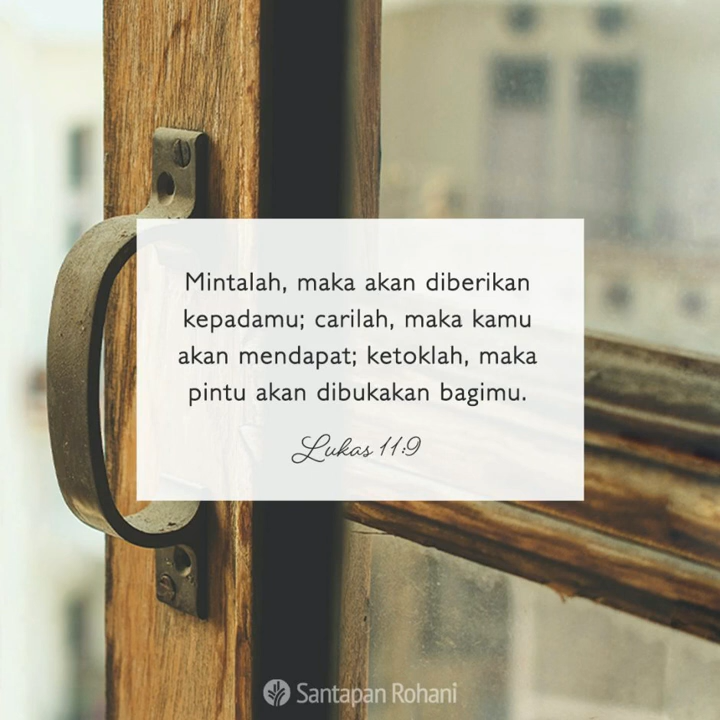 Mintalah, maka akan diberikan
kepadamu; carilah, maka kamu
akan mendapat; ketoklah, maka
pintu akan dibukakan bagimu.
Lukas 11:9
Santapan Rohani